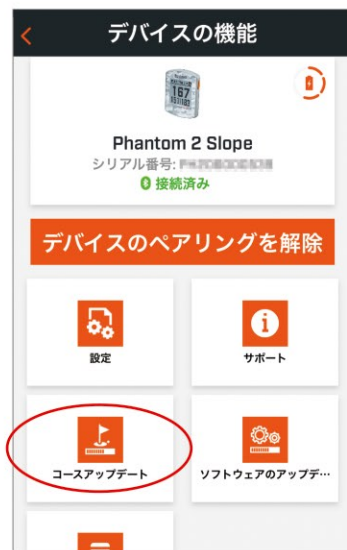 デバイスの機能
167
Phantom 2 Slope
シリアル番号:
接続済み
デバイスのペアリングを解除
設定
サポート
コースアップデート
ソフトウェアのアップデ…